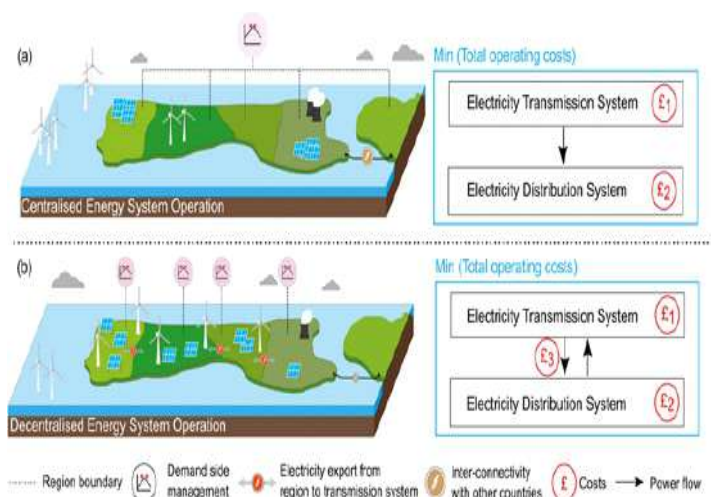 (a)
Min (Total operating costs)
Electricity Transmission System £1
Electricity Distribution System £2
Centralised Energy System Operation
(b)
Min (Total operating costs)
Electricity Transmission System £1
£3
Electricity Distribution System £2
Decentralised Energy System Operation
Region boundary
Demand side
management
Electricity export from
region to transmission system
Inter-connectivity
with other countries
£ Costs
Power flow